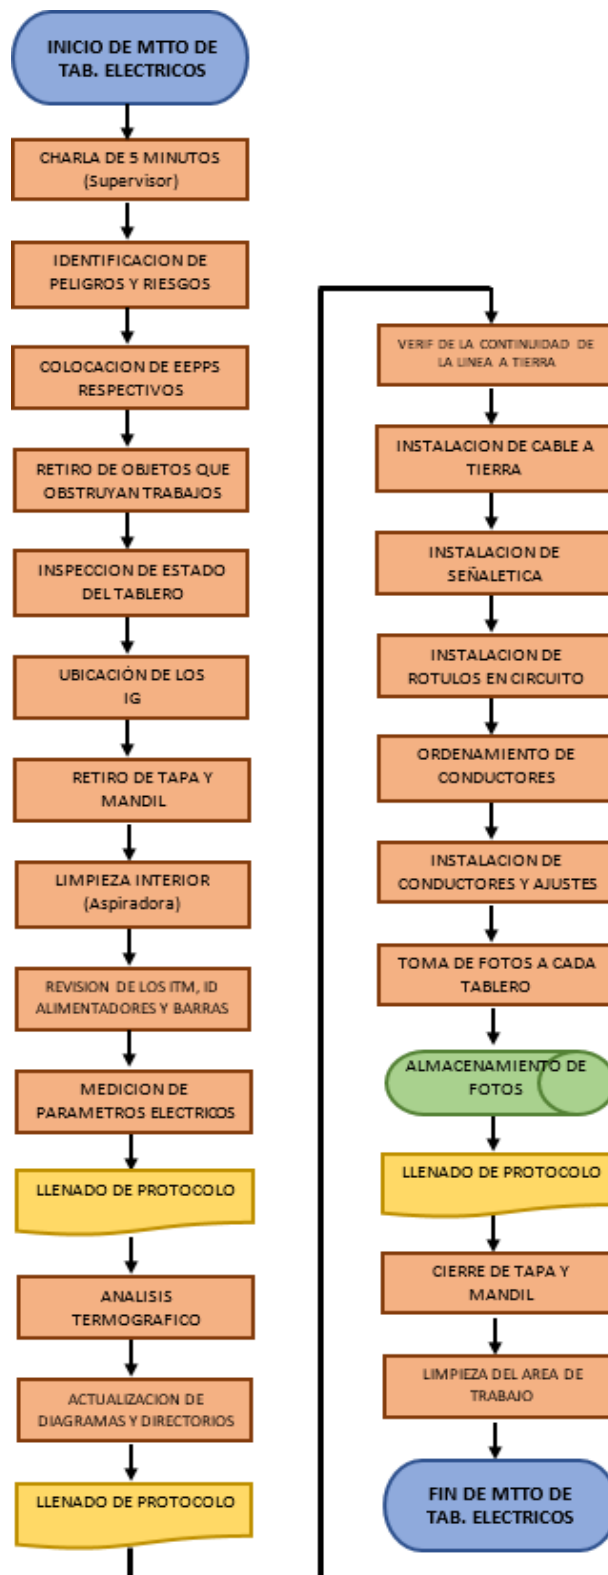 INICIO DE MTTO DE
TAB. ELECTRICOS
CHARLA DE 5 MINUTOS
(Supervisor)
IDENTIFICACION DE
PELIGROS Y RIESGOS
COLOCACION DE EEPPS
RESPECTIVOS
RETIRO DE OBJETOS QUE
OBSTRUYAN TRABAJOS
INSPECCION DE ESTADO
DEL TABLERO
UBICACIÓN DE LOS
IG
RETIRO DE TAPA Y
MANDIL
LIMPIEZA INTERIOR
(Aspiradora)
REVISION DE LOS ITM, ID
ALIMENTADORES Y BARRAS
MEDICION DE
PARAMETROS ELECTRICOS
LLENADO DE PROTOCOLO
ANALISIS
TERMOGRAFICO
ACTUALIZACION DE
DIAGRAMAS Y DIRECTORIOS
LLENADO DE PROTOCOLO
VERIF DE LA CONTINUIDAD DE
LA LINEA A TIERRA
INSTALACION DE CABLE A
TIERRA
INSTALACION DE
SEÑALETICA
INSTALACION DE
ROTULOS EN CIRCUITO
ORDENAMIENTO DE
CONDUCTORES
INSTALACION DE
CONDUCTORES Y AJUSTES
TOMA DE FOTOS A CADA
TABLERO
ALMACENAMIENTO DE
FOTOS
LLENADO DE PROTOCOLO
CIERRE DE TAPA Y
MANDIL
LIMPIEZA DEL AREA DE
TRABAJO
FIN DE MTTO DE
TAB. ELECTRICOS